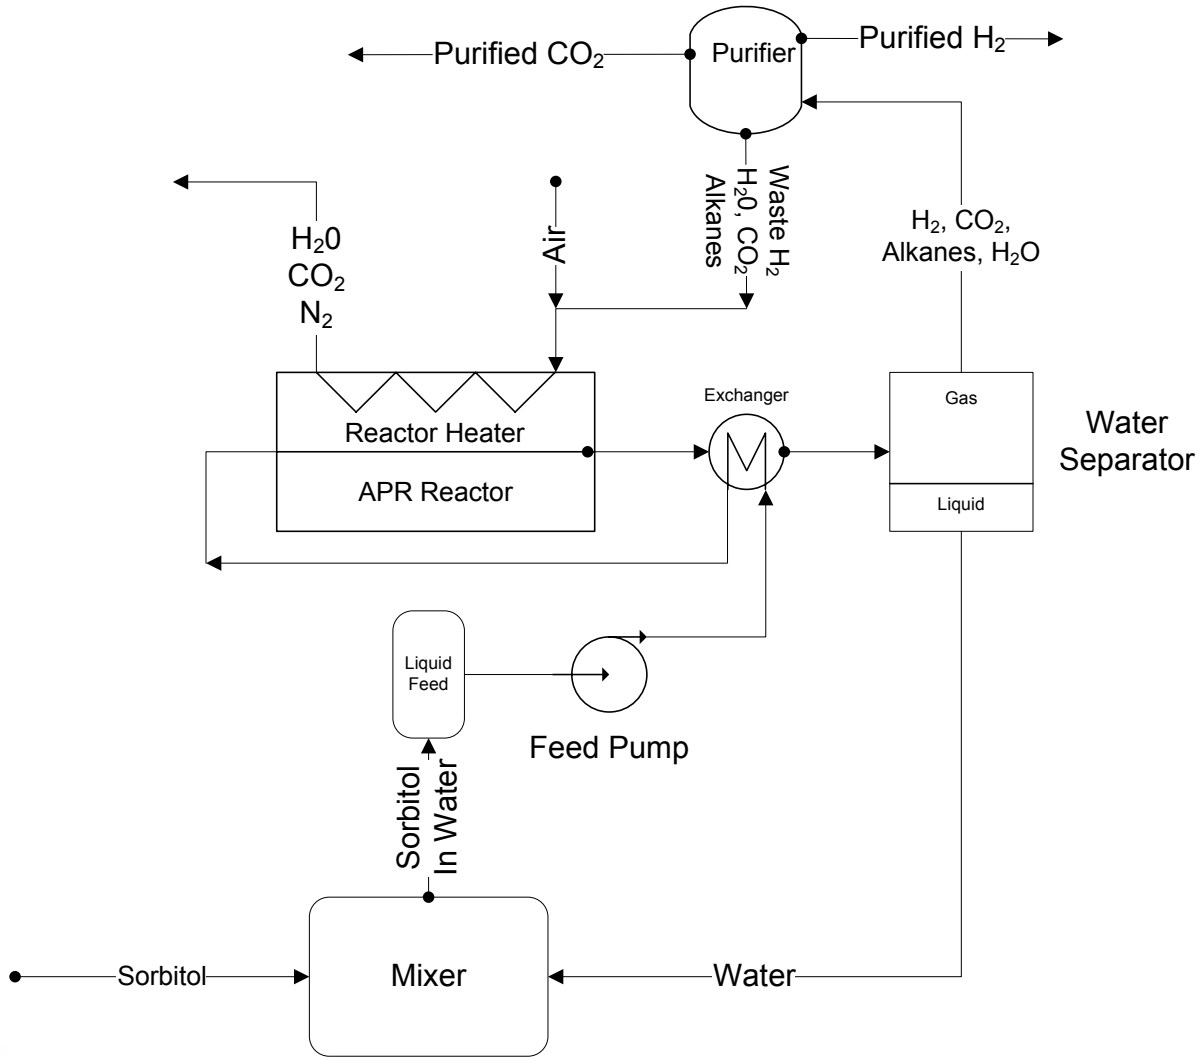 Purified CO₂
Purifier
Purified H₂
Waste H₂
H₂0, CO₂
Alkanes
Air
H₂0
CO₂
N₂
H₂, CO₂,
Alkanes, H₂O
Exchanger
Gas
Liquid
Water
Separator
Reactor Heater
APR Reactor
Liquid
Feed
Feed Pump
Sorbitol
In Water
Sorbitol
Mixer
Water